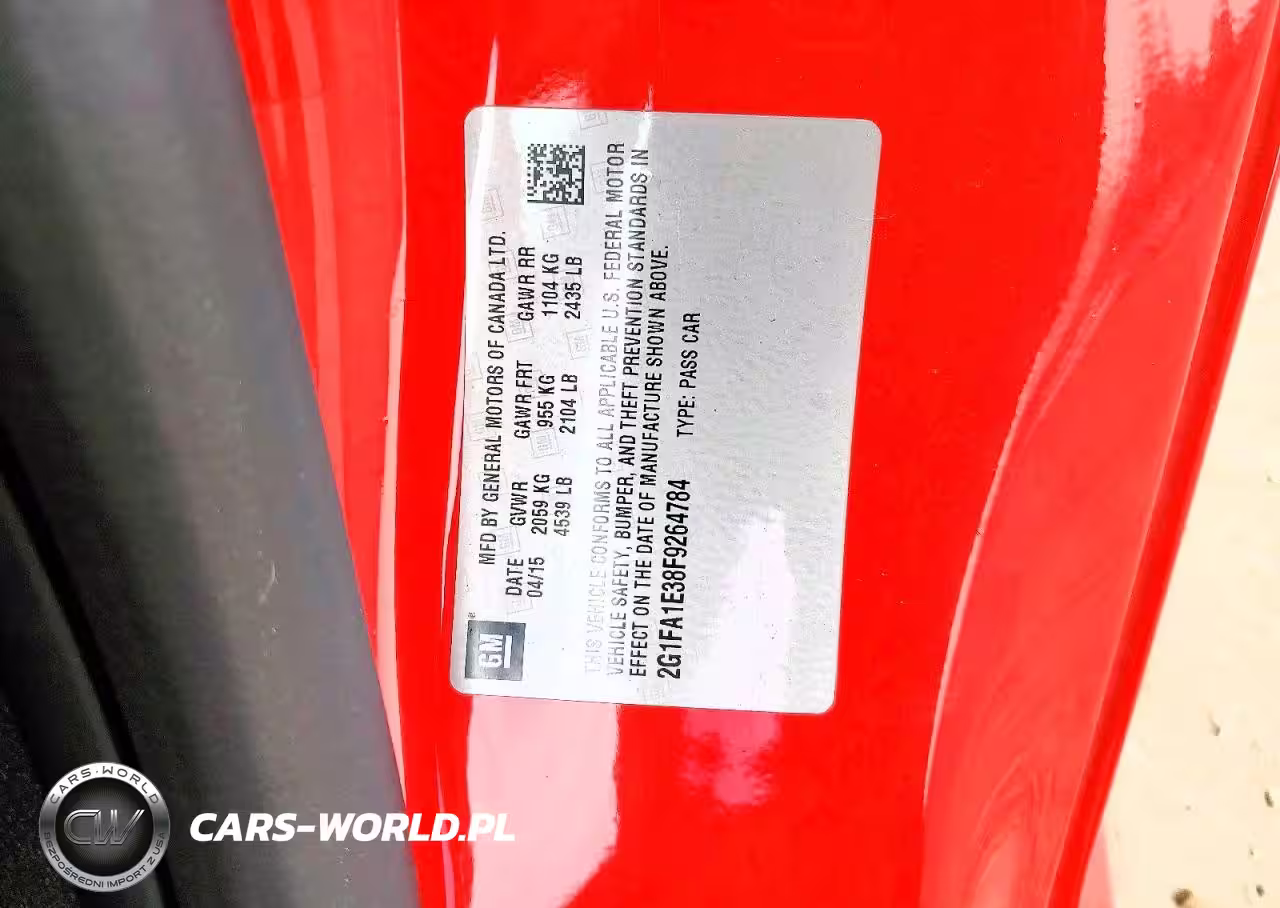 GM
MFD BY GENERAL MOTORS OF CANADA LTD.
DATE GVWR GAWR FRT GAWR RR
04/15 2059 KG 955 KG 1104 KG
4539 LB 2104 LB 2435 LB
THIS VEHICLE CONFORMS TO ALL APPLICABLE U.S. FEDERAL MOTOR
VEHICLE SAFETY, BUMPER, AND THEFT PREVENTION STANDARDS IN
EFFECT ON THE DATE OF MANUFACTURE SHOWN ABOVE.
2G1FA1E38F9264784 TYPE: PASS CAR
CARS-WORLD
CW
BEZPOŚREDNI IMPORT Z USA
CARS-WORLD.PL